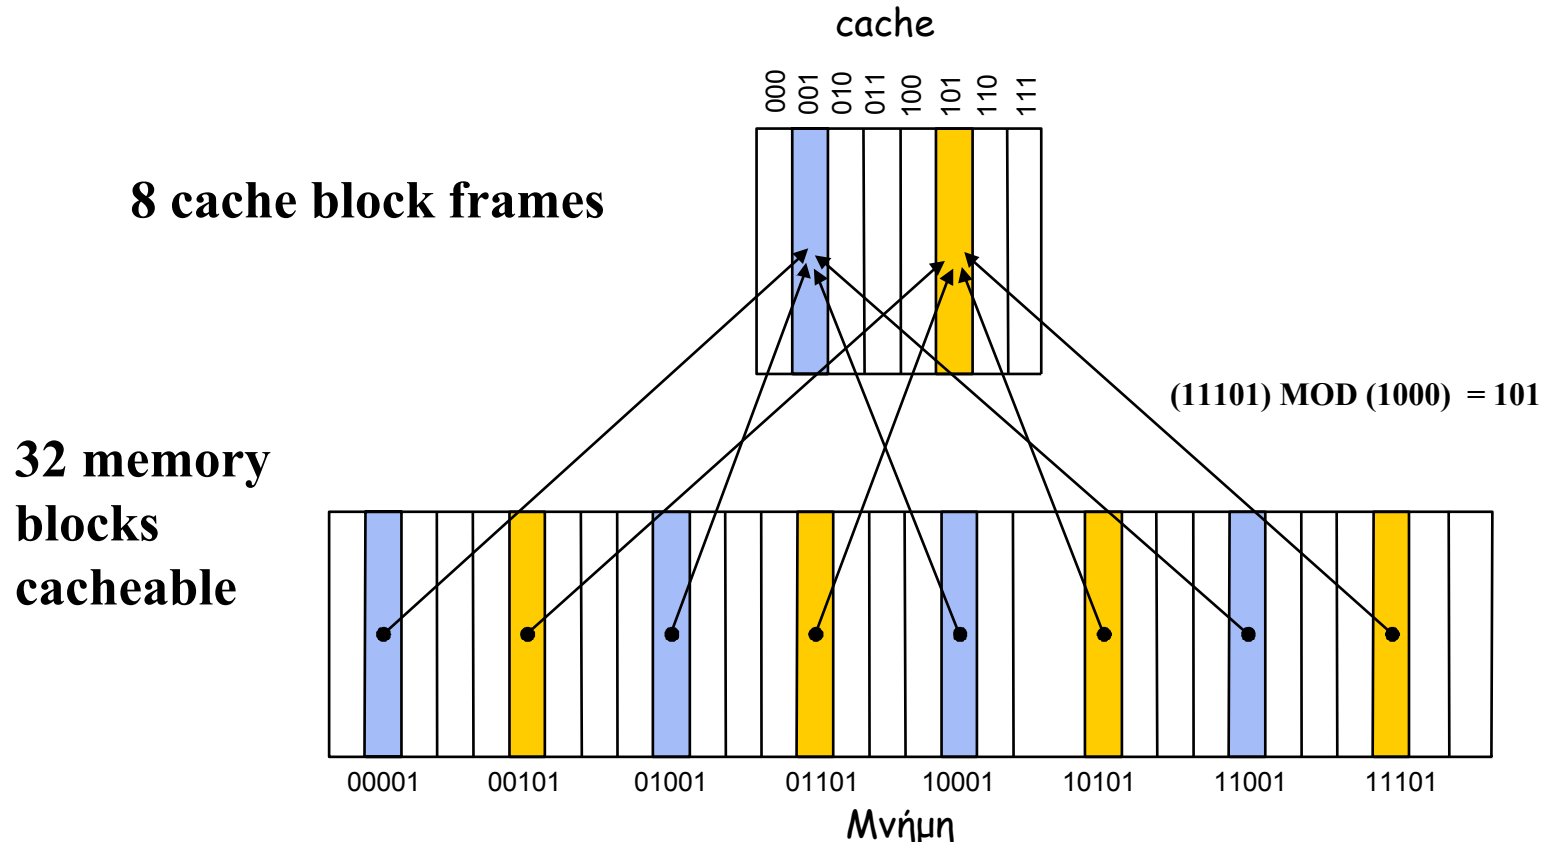 cache
000 001 010 011 100 101 110 111
8 cache block frames
(11101) MOD (1000) = 101
32 memory
blocks
cacheable
00001 00101 01001 01101 10001 10101 11001 11101
Μνήμη